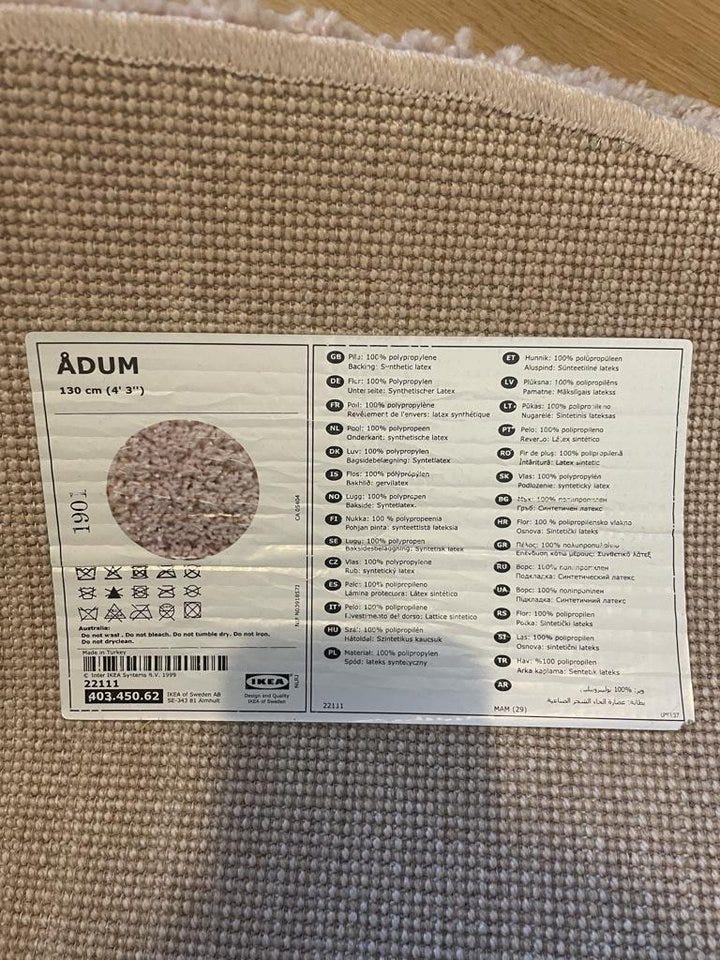 ÅDUM
130 cm (4' 3")
1901
CA 05404
Australia:
Do not wash. Do not bleach. Do not tumble dry. Do not iron.
Do not dryclean.
Made in Turkey
© Inter IKEA Systems B.V. 1999
22111
403.450.62
IKEA of Sweden AB
SE-343 81 Älmhult
IKEA
Design and Quality
IKEA of Sweden
GB Pile: 100% polypropylene
Backing: Synthetic latex
DE Flor: 100% Polypropylen
Unterseite: Synthetischer Latex
FR Poil: 100% polypropylène
Revêtement de l'envers: latax synthétique
NL Pool: 100% polypropeen
Onderkant: synthetische latex
DK Luv: 100% polypropylen
Bagsidebelægning: Syntetlatex
IS Flos: 100% pólýprópýlen
Bakhlið: gervilatex
NO Lugg: 100% polypropen
Bakside: Syntetlatex.
FI Nukka: 100 % polypropeenia
Pohjan pinta: synteettistä lateksia
SE Lugg: 100% polypropen
Baksidesbeläggning: Syntetisk latex
CZ Vlas: 100% polypropylene
Rub: syntetický latex
ES Pelo: 100% polipropileno
Lámina protectora: Látex sintético
IT Pelo: 100% polipropilene
Rivestimento del dorso: Lattice sintetico
HU Szál: 100% polipropilén
Hátoldal: Szintetikus kaucsuk
PL Materiał: 100% polypropylen
Spód: lateks syntetyczny
22111
ET Hunnik: 100% polüpropüleen
Aluspind: Sünteetiline lateks
LV Plūksna: 100% polipropilēns
Pamatne: Mākslīgais latekss
LT Pūkas: 100% polipropileno
Nugarėlė: Sintetinis lateksas
PT Pelo: 100% polipropileno
Reverso: Látex sintético
RO Fir de pluş: 100% polipropilenă
Întăritură: Latex sintetic
SK Vlas: 100% polypropylén
Podloženie: syntetický latex
BG Мъх: 100% полипропилен
Гръб: Синтетичен латекс
HR Flor: 100 % polipropilensko vlakno
Osnova: Sintetički lateks
GR Πέλος: 100% πολυπροπυλένιο
Επένδυση κάτω μέρους: Συνθετικό λάτεξ
RU Ворс: 100% полипропилен
Подкладка: Синтетический латекс
UA Ворс: 100% поліпропілен
Підкладка: Синтетичний латекс
RS Flor: 100% polipropilen
Poleđina: Sintetički lateks
SI Las: 100% polipropilen
Osnova: sintetični lateks
TR Hav: %100 polipropilen
Arka kaplama: Sentetik lateks
AR وبر: 100% بوليبروبيلين
بطانة: عصارة لحاء الشجر الصناعية
MAM (29)